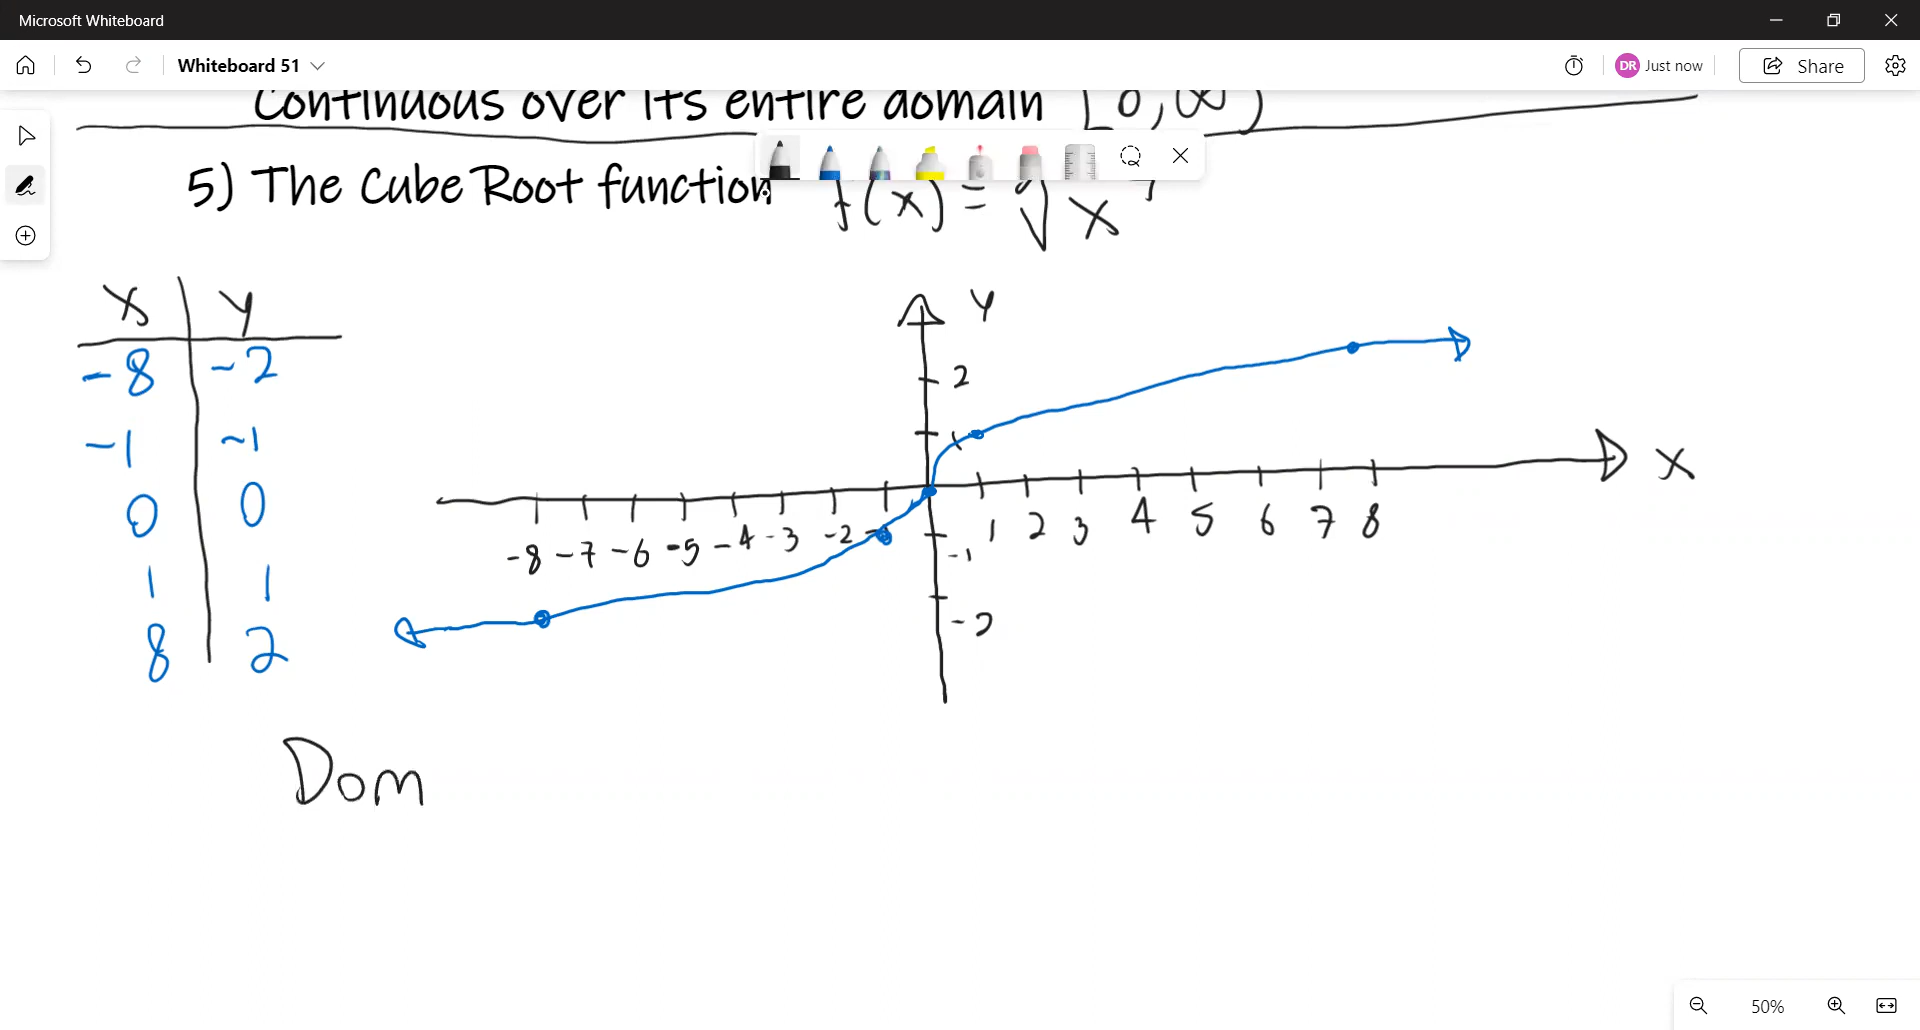 Microsoft Whiteboard
Whiteboard 51
DR Just now
Share
Continuous over its entire domain [0,∞)
5) The Cube Root function f(x) = ∛x
x y
-8 -2
-1 -1
0 0
1 1
8 2
y
2
x
-8 -7 -6 -5 -4 -3 -2
1 2 3 4 5 6 7 8
-1
-2
Dom
50%